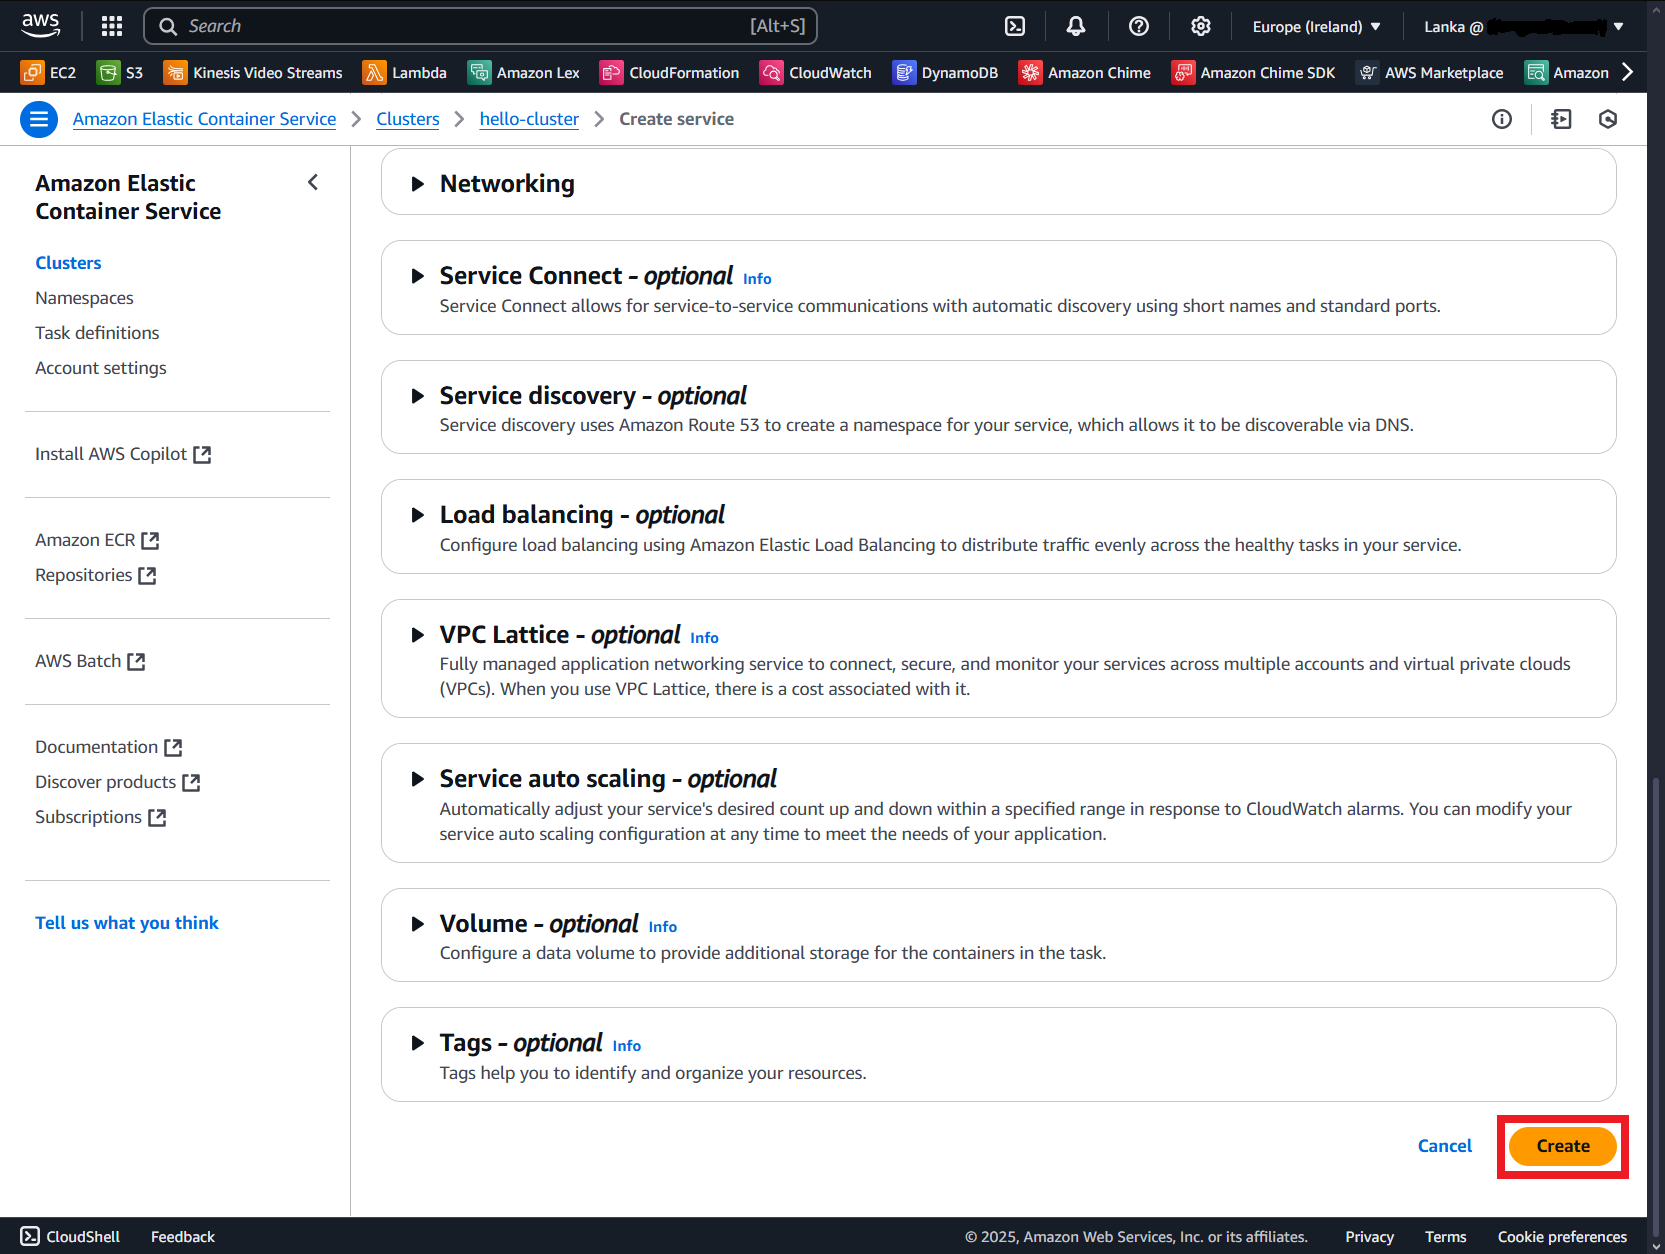 aws
Search [Alt+S]
Europe (Ireland)
Lanka @
EC2
S3
Kinesis Video Streams
Lambda
Amazon Lex
CloudFormation
CloudWatch
DynamoDB
Amazon Chime
Amazon Chime SDK
AWS Marketplace
Amazon
Amazon Elastic Container Service > Clusters > hello-cluster > Create service
Amazon Elastic
Container Service
Clusters
Namespaces
Task definitions
Account settings
Install AWS Copilot
Amazon ECR
Repositories
AWS Batch
Documentation
Discover products
Subscriptions
Tell us what you think
Networking
Service Connect - optional Info
Service Connect allows for service-to-service communications with automatic discovery using short names and standard ports.
Service discovery - optional
Service discovery uses Amazon Route 53 to create a namespace for your service, which allows it to be discoverable via DNS.
Load balancing - optional
Configure load balancing using Amazon Elastic Load Balancing to distribute traffic evenly across the healthy tasks in your service.
VPC Lattice - optional Info
Fully managed application networking service to connect, secure, and monitor your services across multiple accounts and virtual private clouds
(VPCs). When you use VPC Lattice, there is a cost associated with it.
Service auto scaling - optional
Automatically adjust your service's desired count up and down within a specified range in response to CloudWatch alarms. You can modify your
service auto scaling configuration at any time to meet the needs of your application.
Volume - optional Info
Configure a data volume to provide additional storage for the containers in the task.
Tags - optional Info
Tags help you to identify and organize your resources.
Cancel
Create
CloudShell
Feedback
© 2025, Amazon Web Services, Inc. or its affiliates.
Privacy
Terms
Cookie preferences